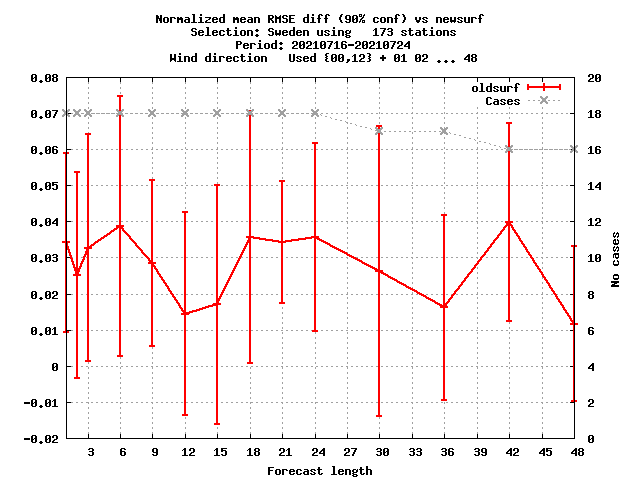 Normalized mean RMSE diff (90% conf) vs newsurf
Selection: Sweden using   173 stations
Period: 20210716-20210724
Wind direction   Used {00,12} + 01 02 ... 48
0.08 20
oldsurf
Cases
0.07 18
0.06 16
0.05 14
0.04 12
0.03 10
No cases
0.02 8
0.01 6
0 4
-0.01 2
-0.02 0
3 6 9 12 15 18 21 24 27 30 33 36 39 42 45 48
Forecast length